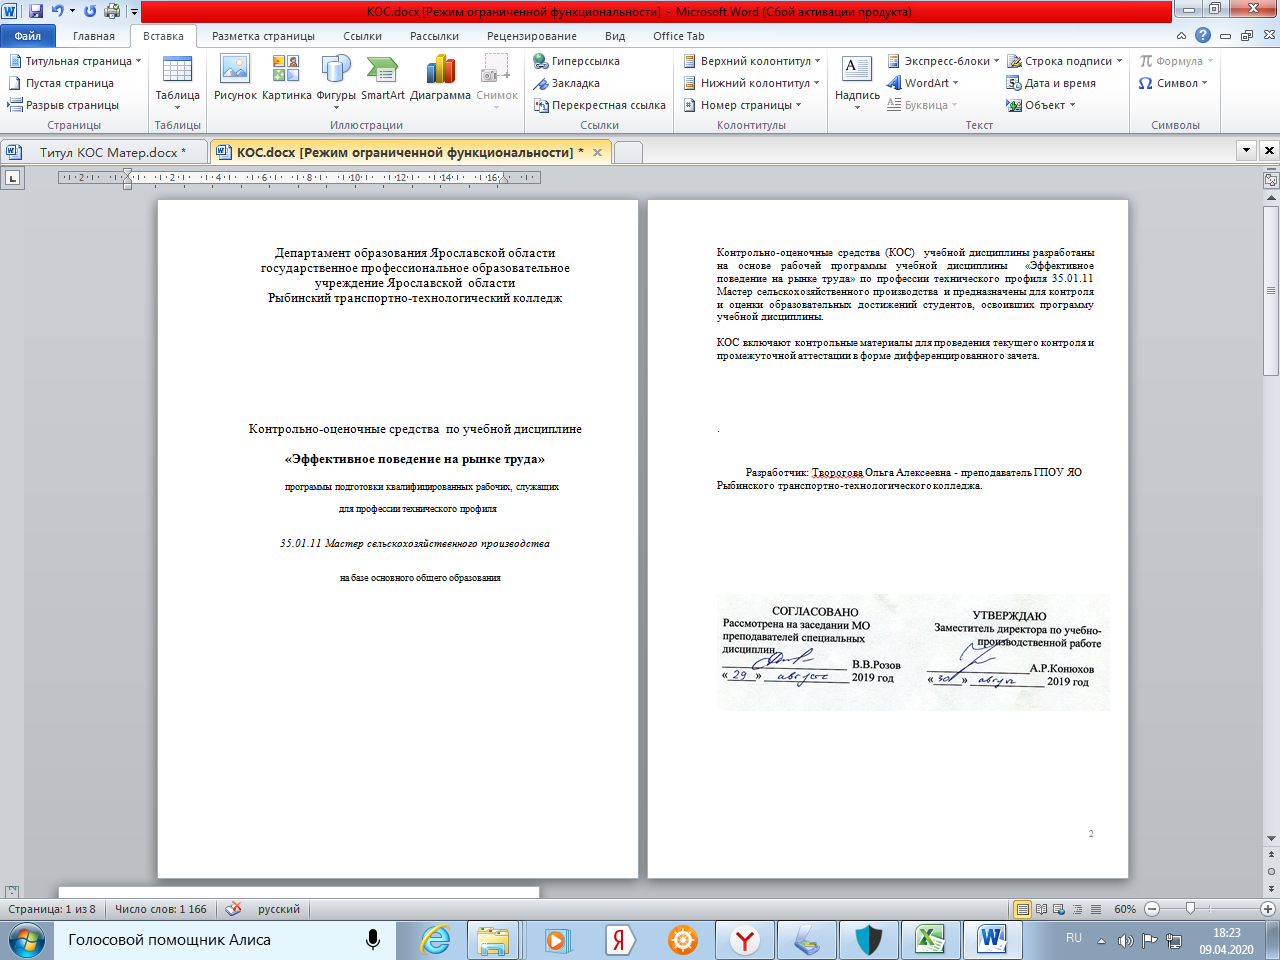 КОС.docx [Режим ограниченной функциональности] - Microsoft Word (Сбой активации продукта)
Файл Главная Вставка Разметка страницы Ссылки Рассылки Рецензирование Вид Office Tab
Титульная страница
Пустая страница
Разрыв страницы
Страницы
Таблица
Таблицы
Рисунок Картинка Фигуры SmartArt Диаграмма Снимок
Иллюстрации
Гиперссылка
Закладка
Перекрестная ссылка
Ссылки
Верхний колонтитул
Нижний колонтитул
Номер страницы
Колонтитулы
Надпись
Экспресс-блоки
WordArt
Буквица
Строка подписи
Дата и время
Объект
Текст
Формула
Символ
Символы
Титул КОС Матер.docx *
КОС.docx [Режим ограниченной функциональности] *
2 2 4 6 8 10 12 14 16
Департамент образования Ярославской области
государственное профессиональное образовательное
учреждение Ярославской области
Рыбинский транспортно-технологический колледж
Контрольно-оценочные средства по учебной дисциплине
«Эффективное поведение на рынке труда»
программы подготовки квалифицированных рабочих, служащих
для профессии технического профиля
35.01.11 Мастер сельскохозяйственного производства
на базе основного общего образования
Контрольно-оценочные средства (КОС) учебной дисциплины разработаны
на основе рабочей программы учебной дисциплины «Эффективное
поведение на рынке труда» по профессии технического профиля 35.01.11
Мастер сельскохозяйственного производства и предназначены для контроля
и оценки образовательных достижений студентов, освоивших программу
учебной дисциплины.
КОС включают контрольные материалы для проведения текущего контроля и
промежуточной аттестации в форме дифференцированного зачета.
.
Разработчик: Творогова Ольга Алексеевна - преподаватель ГПОУ ЯО
Рыбинского транспортно-технологического колледжа.
СОГЛАСОВАНО
Рассмотрена на заседании МО
преподавателей специальных
дисциплин
В.В.Розов
«29» август 2019 год
УТВЕРЖДАЮ
Заместитель директора по учебно-
производственной работе
А.Р.Конюхов
«30» август 2019 год
2
Страница: 1 из 8 Число слов: 1 166 русский 60%
Голосовой помощник Алиса
RU
18:23
09.04.2020